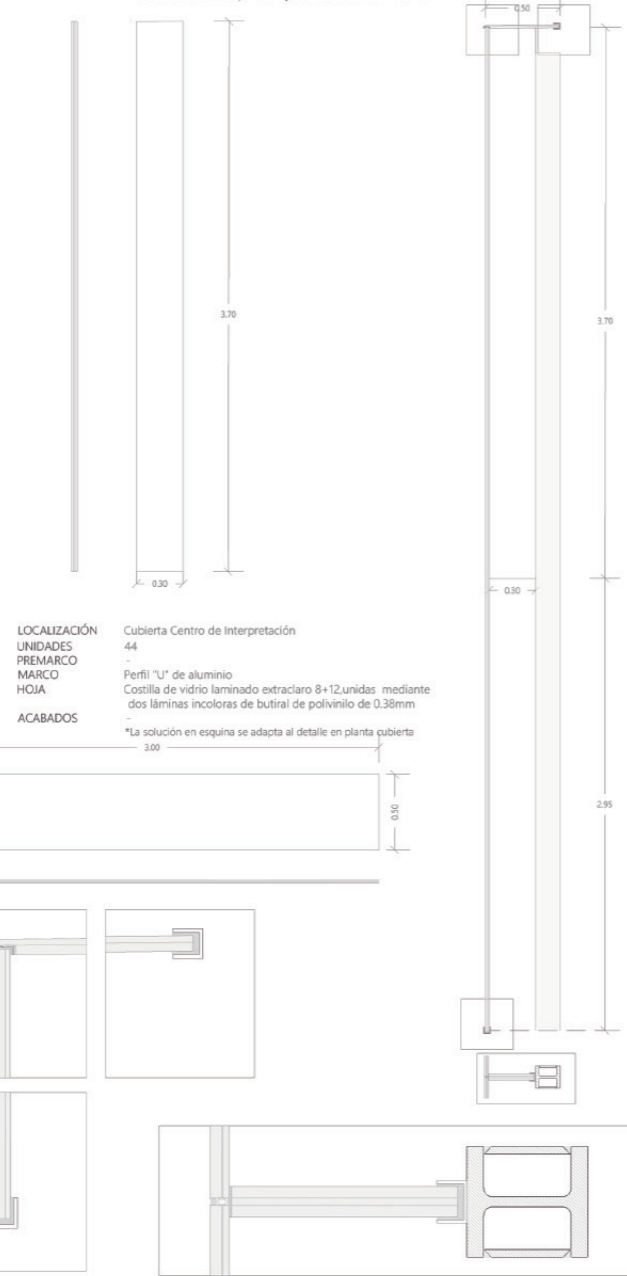 0.50
3.70
3.70
0.30
0.30
LOCALIZACIÓN Cubierta Centro de Interpretación
UNIDADES 44
PREMARCO -
MARCO Perfil "U" de aluminio
HOJA Costilla de vidrio laminado extraclaro 8+12,unidas mediante
dos láminas incoloras de butiral de polivinilo de 0.38mm
ACABADOS -
*La solución en esquina se adapta al detalle en planta cubierta
3.00
0.50
2.95